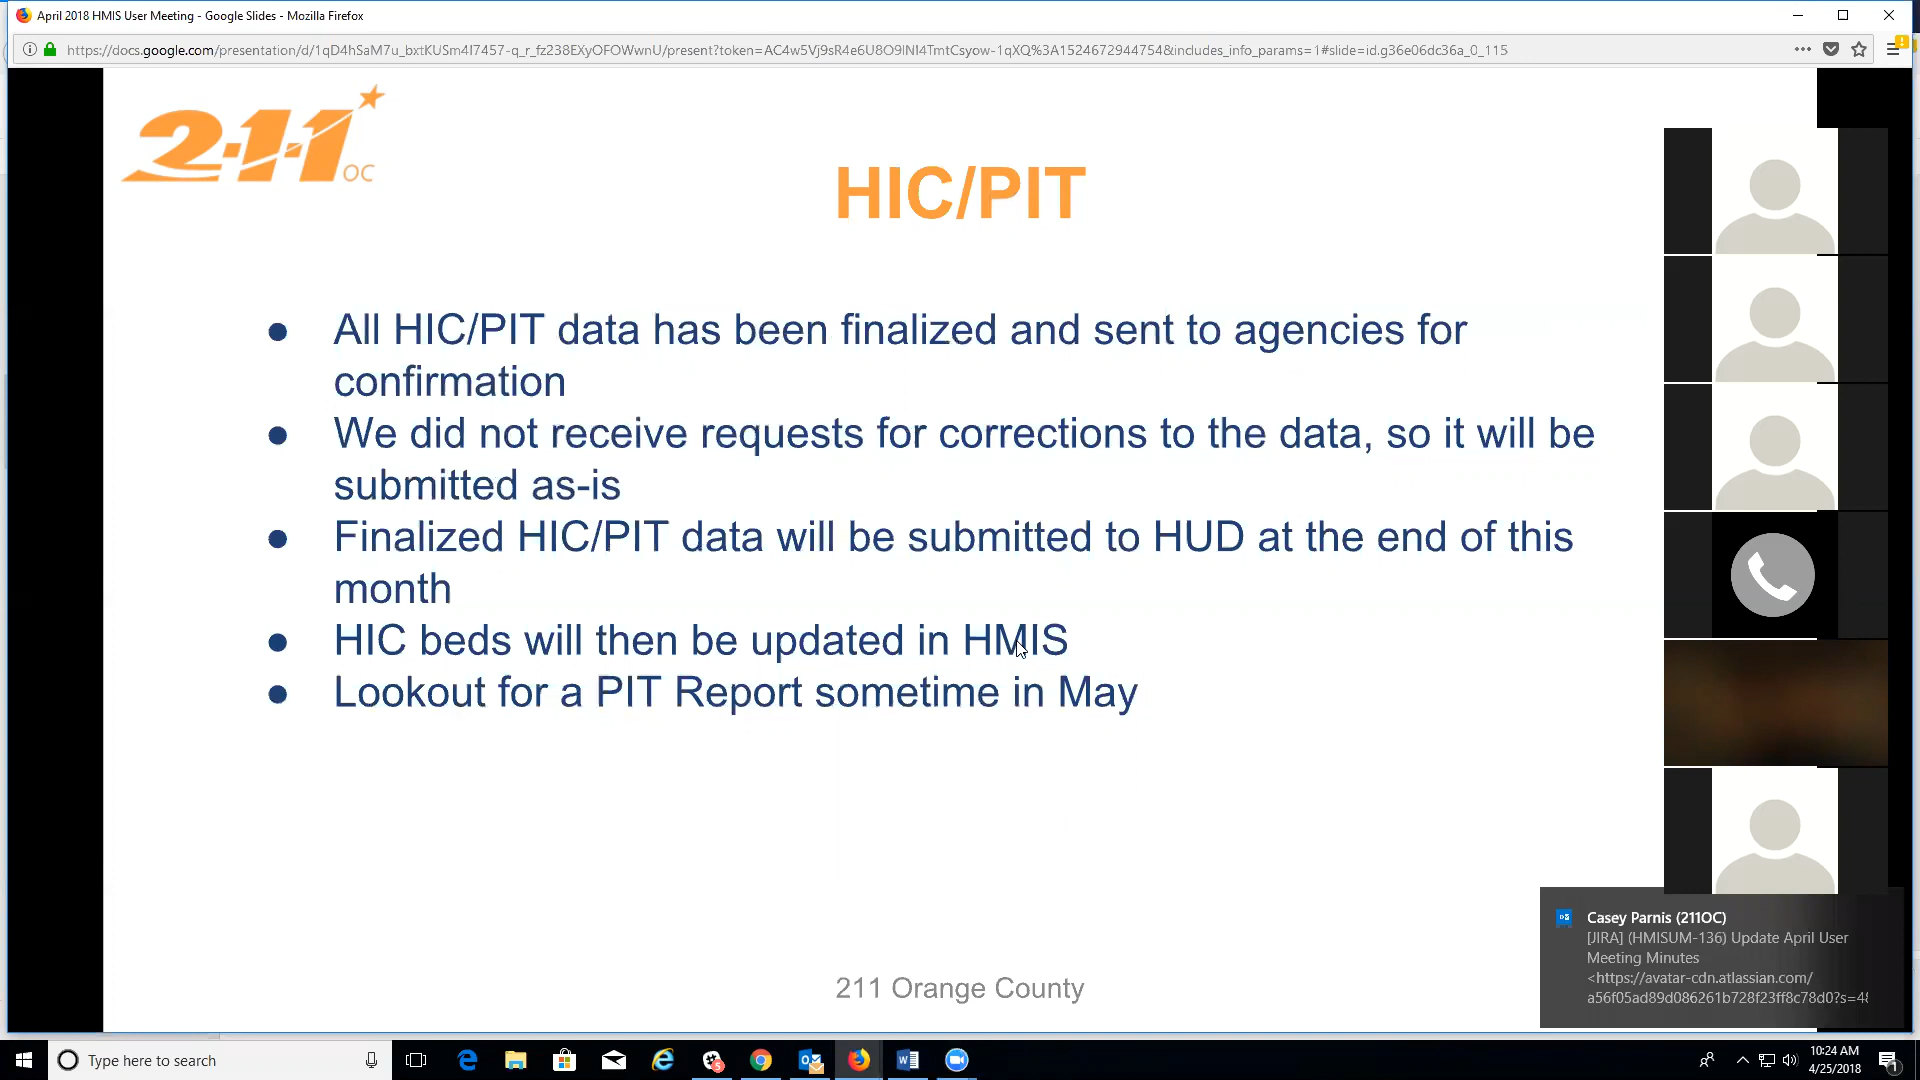 April 2018 HMIS User Meeting - Google Slides - Mozilla Firefox
https://docs.google.com/presentation/d/1qD4hSaM7u_bxtKUSm4I7457-q_r_fz238EXyOFOWwnU/present?token=AC4w5Vj9sR4e6U8O9lNI4TmtCsyow-1qXQ%3A1524672944754&includes_info_params=1#slide=id.g36e06dc36a_0_115
2-1-1
OC
HIC/PIT
● All HIC/PIT data has been finalized and sent to agencies for
confirmation
● We did not receive requests for corrections to the data, so it will be
submitted as-is
● Finalized HIC/PIT data will be submitted to HUD at the end of this
month
● HIC beds will then be updated in HMIS
● Lookout for a PIT Report sometime in May
211 Orange County
Casey Parnis (211OC)
[JIRA] (HMISUM-136) Update April User
Meeting Minutes
<https://avatar-cdn.atlassian.com/
a56f05ad89d086261b728f23ff8c78d0?s=48
Type here to search
10:24 AM
4/25/2018